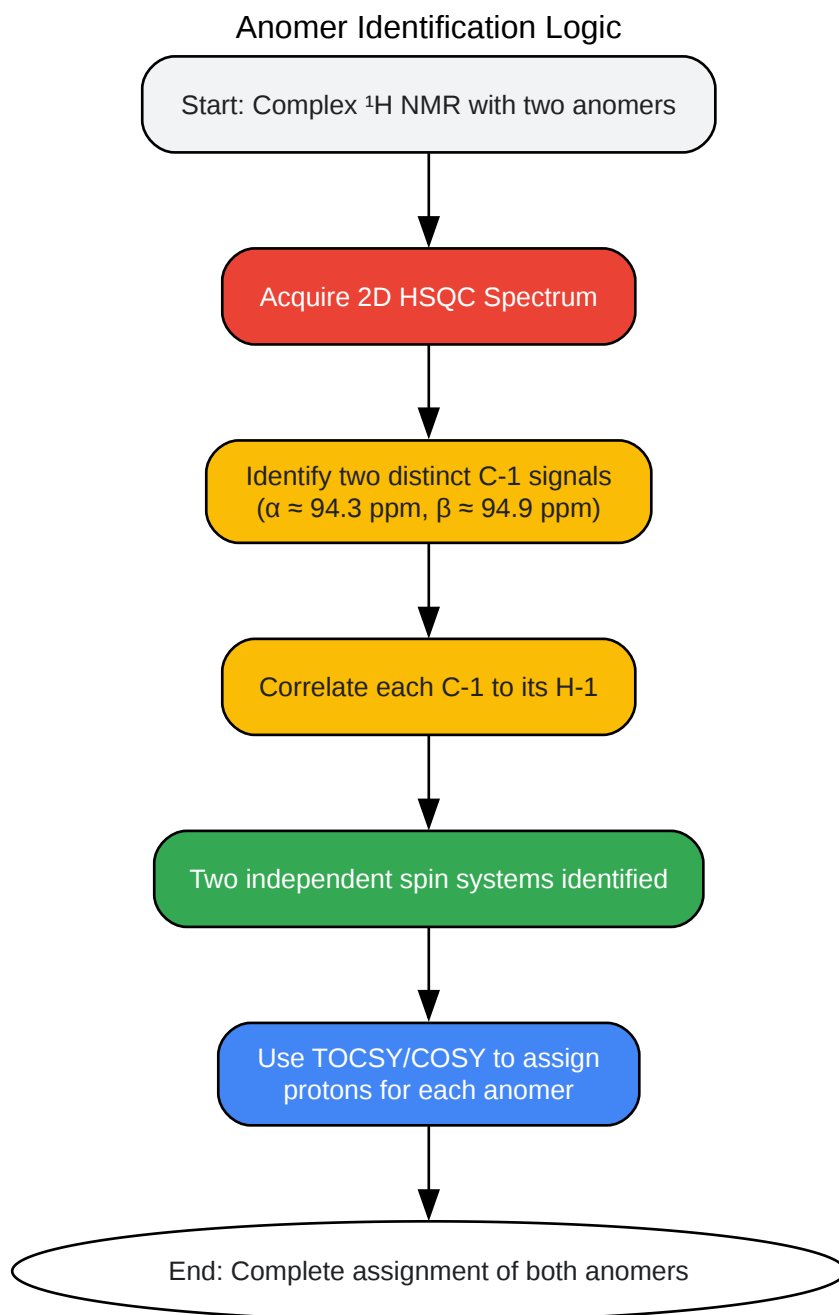 Anomer Identification Logic
Start: Complex ¹H NMR with two anomers
Acquire 2D HSQC Spectrum
Identify two distinct C-1 signals
(α ≈ 94.3 ppm, β ≈ 94.9 ppm)
Correlate each C-1 to its H-1
Two independent spin systems identified
Use TOCSY/COSY to assign
protons for each anomer
End: Complete assignment of both anomers